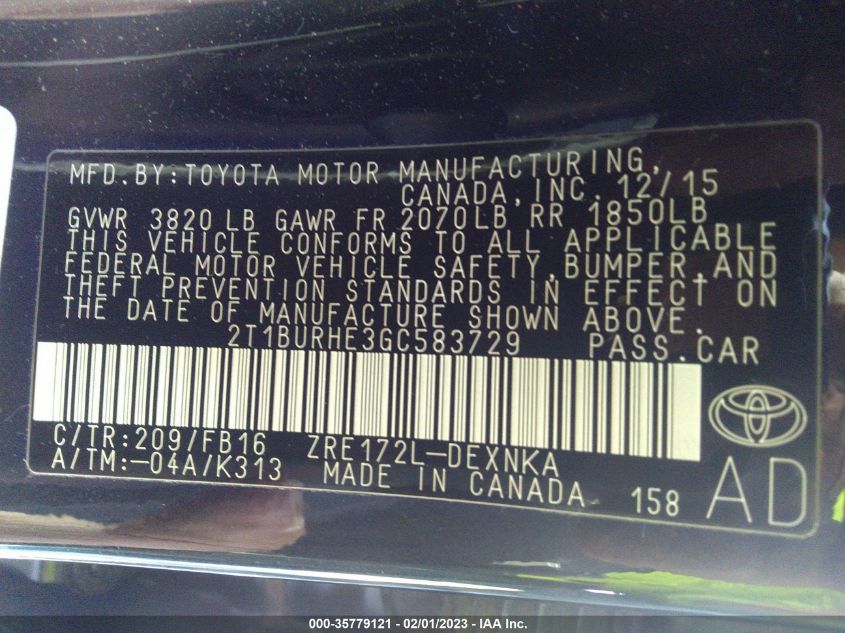 MFD.BY:TOYOTA MOTOR MANUFACTURING,
CANADA,INC. 12/15
GVWR 3820 LB GAWR FR 2070LB RR 1850LB
THIS VEHICLE CONFORMS TO ALL APPLICABLE
FEDERAL MOTOR VEHICLE SAFETY,BUMPER,AND
THEFT PREVENTION STANDARDS IN EFFECT ON
THE DATE OF MANUFACTURE SHOWN ABOVE.
2T1BURHE3GC583729 PASS.CAR
C/TR:209/FB16 ZRE172L-DEXNKA
A/TM:-04A/K313 MADE IN CANADA 158
AD
000-35779121 - 02/01/2023 - IAA Inc.